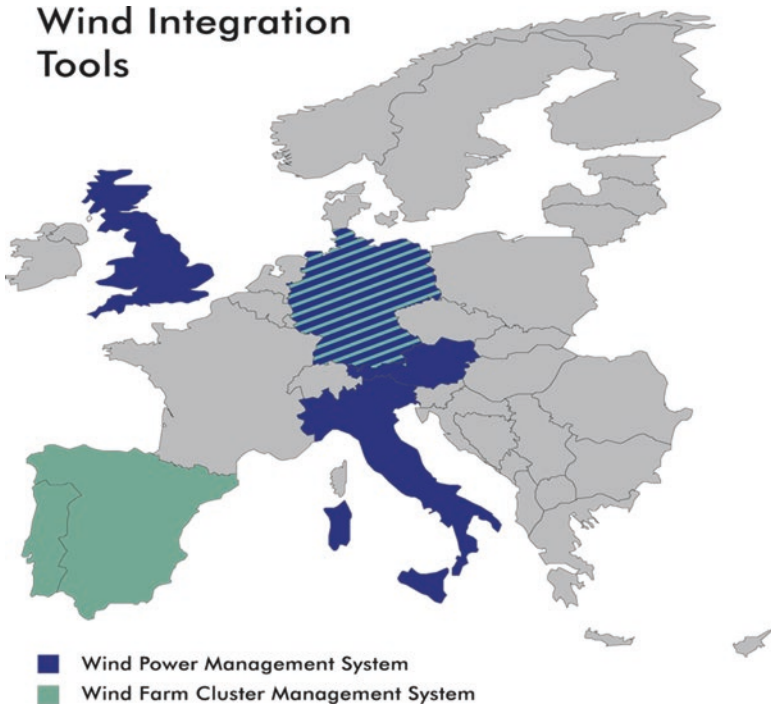 Wind Integration
Tools
Wind Power Management System
Wind Farm Cluster Management System